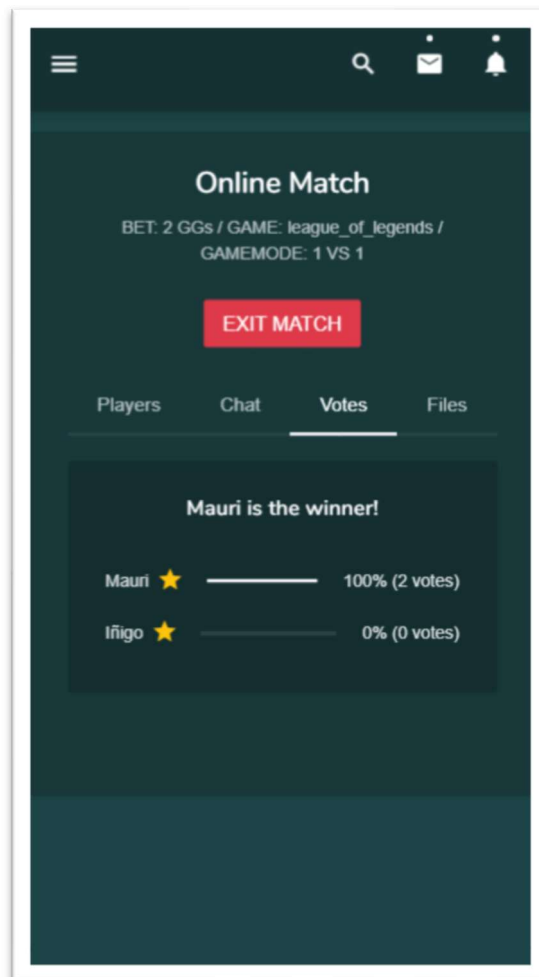 Online Match
BET: 2 GGs / GAME: league_of_legends /
GAMEMODE: 1 VS 1
EXIT MATCH
Players Chat Votes Files
Mauri is the winner!
Mauri 100% (2 votes)
Iñigo 0% (0 votes)